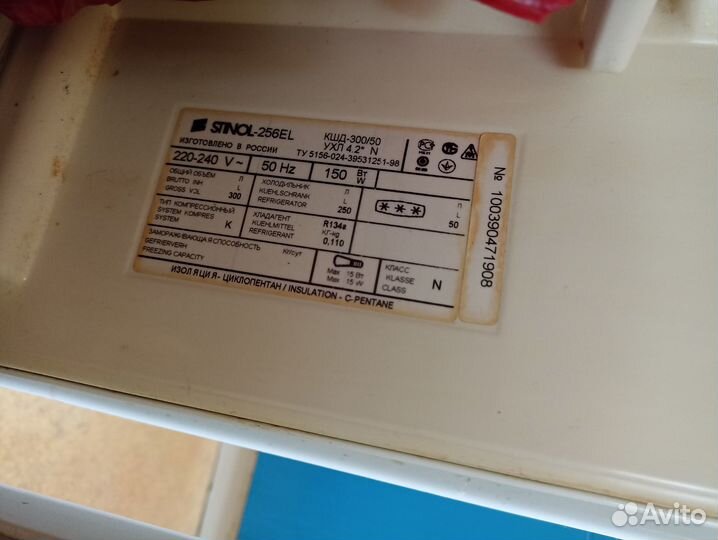 STINOL-256EL КШД-300/50
УХЛ 4.2* N
ИЗГОТОВЛЕНО В РОССИИ ТУ 5156-024-39531251-98
220-240 V~ 50 Hz 150 Вт W
ОБЩИЙ ОБЪЕМ Л
BRUTTO INH L
GROSS VOL 300
ХОЛОДИЛЬНИК Л
KUEHLSCHRANK L
REFRIGERATOR 250
*** Л
L
50
ТИП КОМПРЕССИОННЫЙ
SYSTEM KOMPRES K
SYSTEM
ХЛАДАГЕНТ R134a
KUEHLMITTEL КГ-kg
REFRIGERANT 0,110
ЗАМОРАЖИВАЮЩАЯ СПОСОБНОСТЬ
GEFRIERVERH КГ/сут
FREEZING CAPACITY
Max 15 Вт
Max 15 W
КЛАСС
KLASSE N
CLASS
ИЗОЛЯЦИЯ- ЦИКЛОПЕНТАН / INSULATION - C-PENTANE
№ 100390471908
Avito